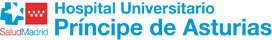 Hospital Universitario
Príncipe de Asturias
SaludMadrid